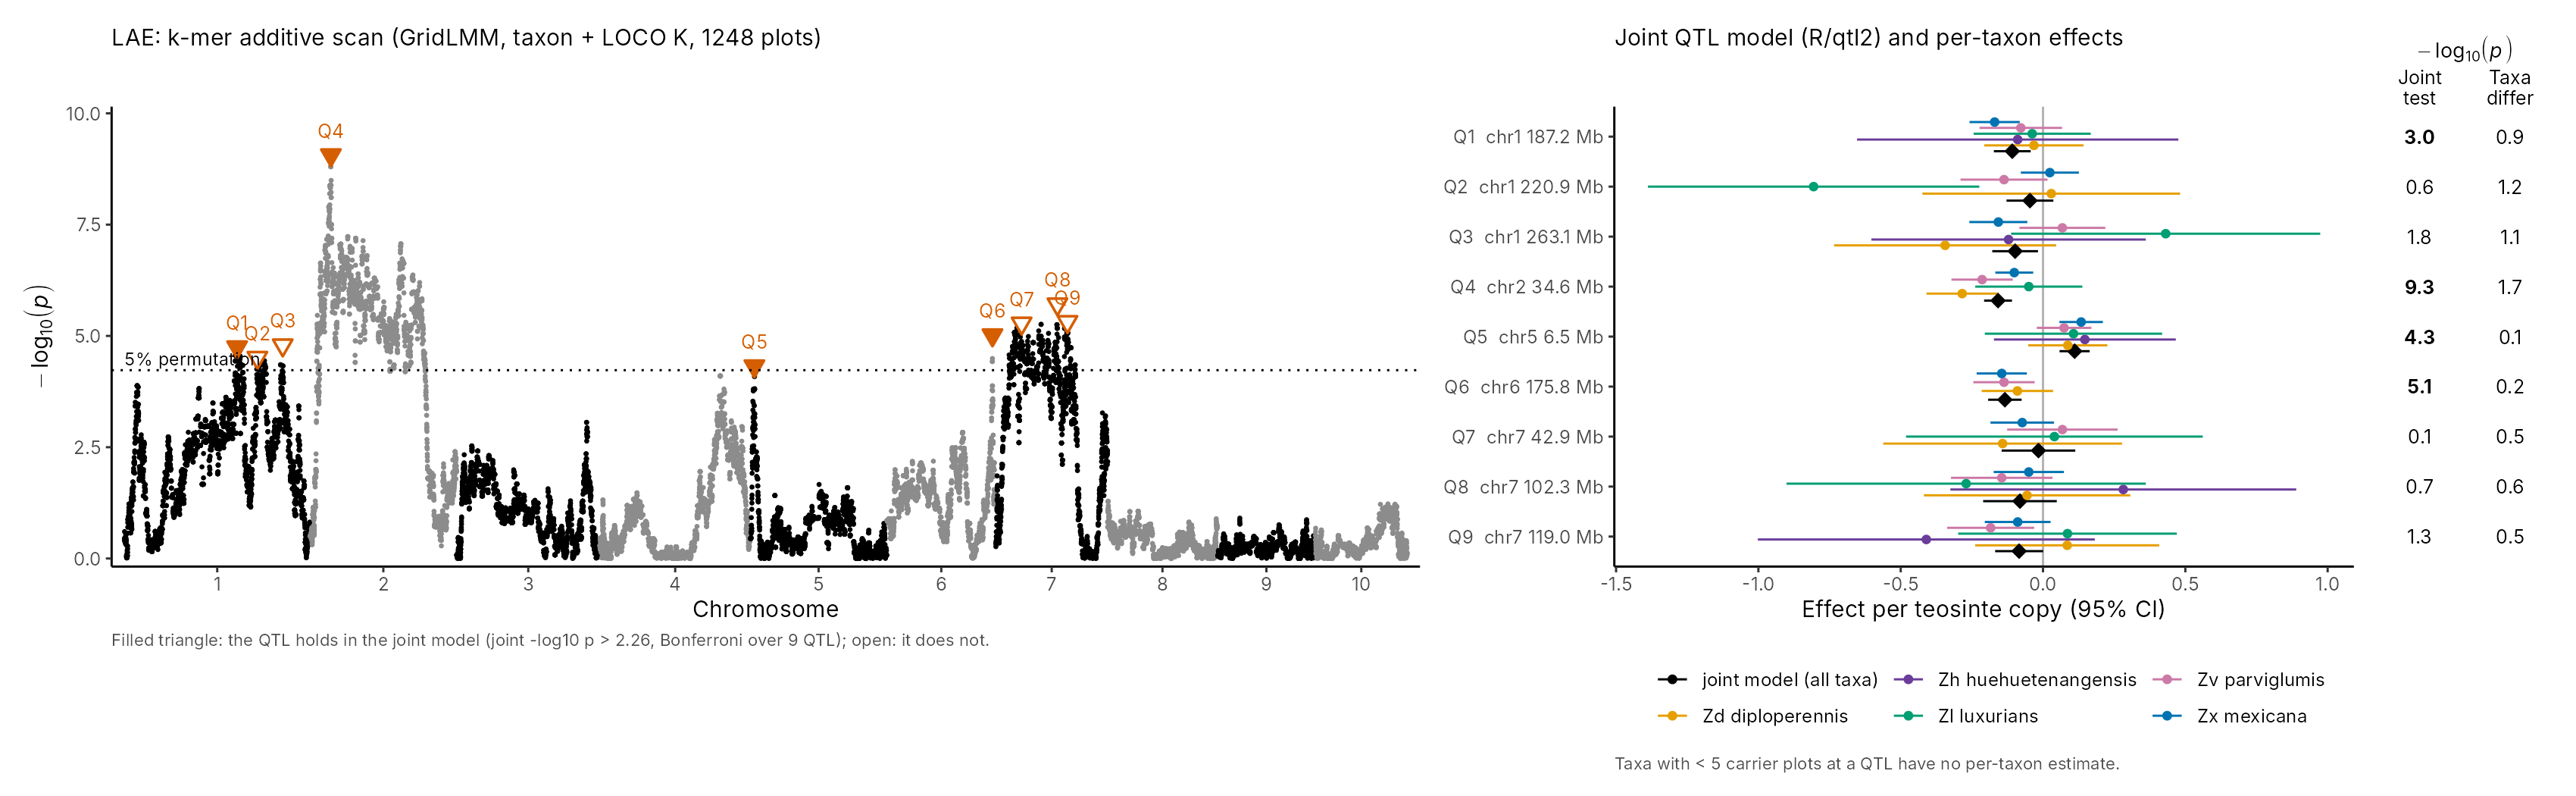 LAE: k-mer additive scan (GridLMM, taxon + LOCO K, 1248 plots)
−log10(p)
10.0
7.5
5.0
2.5
0.0
5% permutation
Q1
Q2
Q3
Q4
Q5
Q6
Q7
Q8
Q9
1 2 3 4 5 6 7 8 9 10
Chromosome
Filled triangle: the QTL holds in the joint model (joint -log10 p > 2.26, Bonferroni over 9 QTL); open: it does not.
Joint QTL model (R/qtl2) and per-taxon effects
−log10(p)
Joint test Taxa differ
Q1 chr1 187.2 Mb 3.0 0.9
Q2 chr1 220.9 Mb 0.6 1.2
Q3 chr1 263.1 Mb 1.8 1.1
Q4 chr2 34.6 Mb 9.3 1.7
Q5 chr5 6.5 Mb 4.3 0.1
Q6 chr6 175.8 Mb 5.1 0.2
Q7 chr7 42.9 Mb 0.1 0.5
Q8 chr7 102.3 Mb 0.7 0.6
Q9 chr7 119.0 Mb 1.3 0.5
-1.5 -1.0 -0.5 0.0 0.5 1.0
Effect per teosinte copy (95% CI)
joint model (all taxa) Zh huehuetenangensis Zv parviglumis
Zd diploperennis Zl luxurians Zx mexicana
Taxa with < 5 carrier plots at a QTL have no per-taxon estimate.